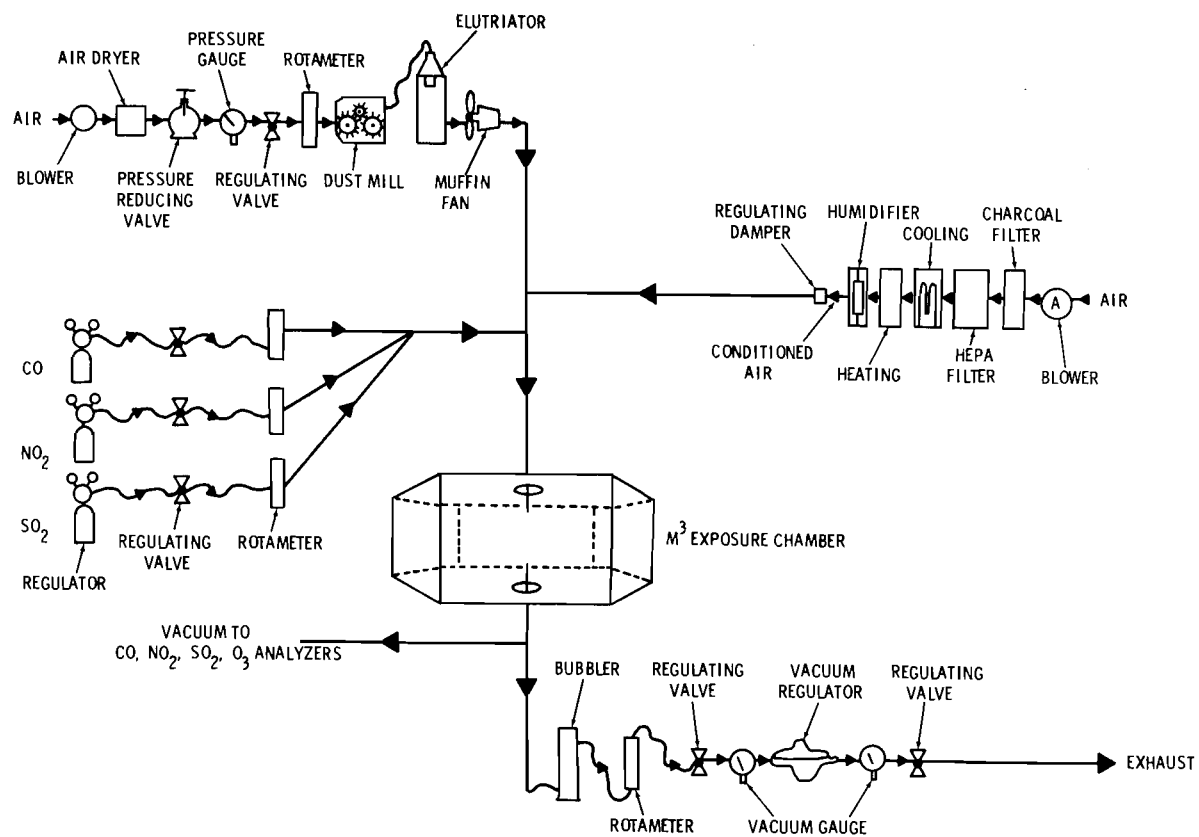 ELUTRIATOR
PRESSURE
GAUGE
AIR DRYER
ROTAMETER
AIR
BLOWER
PRESSURE
REDUCING
VALVE
REGULATING
VALVE
DUST MILL
MUFFIN
FAN
REGULATING
DAMPER
HUMIDIFIER
COOLING
CHARCOAL
FILTER
A
AIR
CONDITIONED
AIR
HEATING
HEPA
FILTER
BLOWER
CO
NO2
SO2
REGULATING
VALVE
ROTAMETER
REGULATOR
M3 EXPOSURE CHAMBER
VACUUM TO
CO, NO2, SO2, O3 ANALYZERS
BUBBLER
REGULATING
VALVE
VACUUM
REGULATOR
REGULATING
VALVE
EXHAUST
ROTAMETER
VACUUM GAUGE